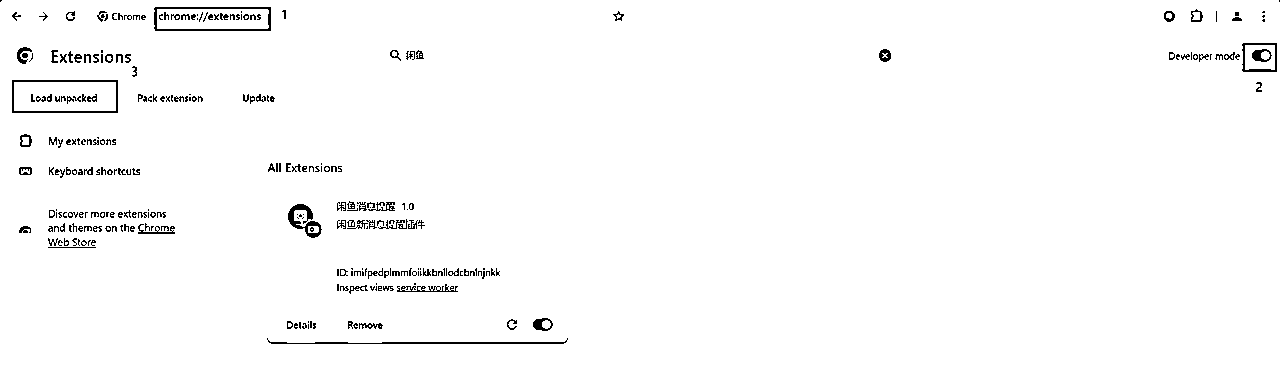 Chrome chrome://extensions 1
Extensions 闲鱼 Developer mode
3
2
Load unpacked Pack extension Update
My extensions
Keyboard shortcuts
All Extensions
Discover more extensions
and themes on the Chrome
Web Store
闲鱼消息提醒 1.0
闲鱼新消息提醒插件
ID: imifpedplmmfoiikkbnllodcbnlnjnkk
Inspect views service worker
Details Remove